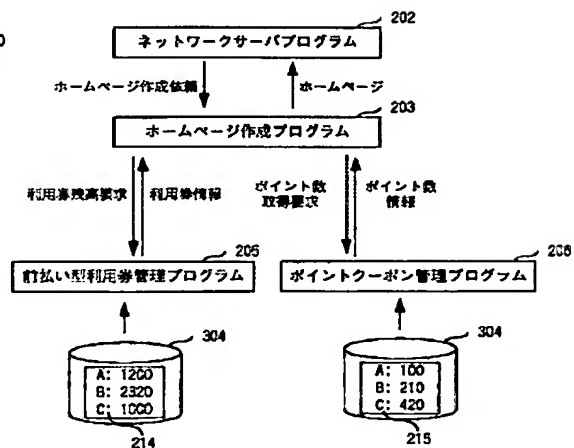 202
ネットワークサーバプログラム
ホームページ作成依頼
ホームページ
203
ホームページ作成プログラム
利用券残高要求
利用券情報
ポイント数
取得要求
ポイント数
情報
205
前払い型利用券管理プログラム
206
ポイントクーポン管理プログラム
304
A: 1200
B: 2320
C: 1000
214
304
A: 100
B: 210
C: 420
215